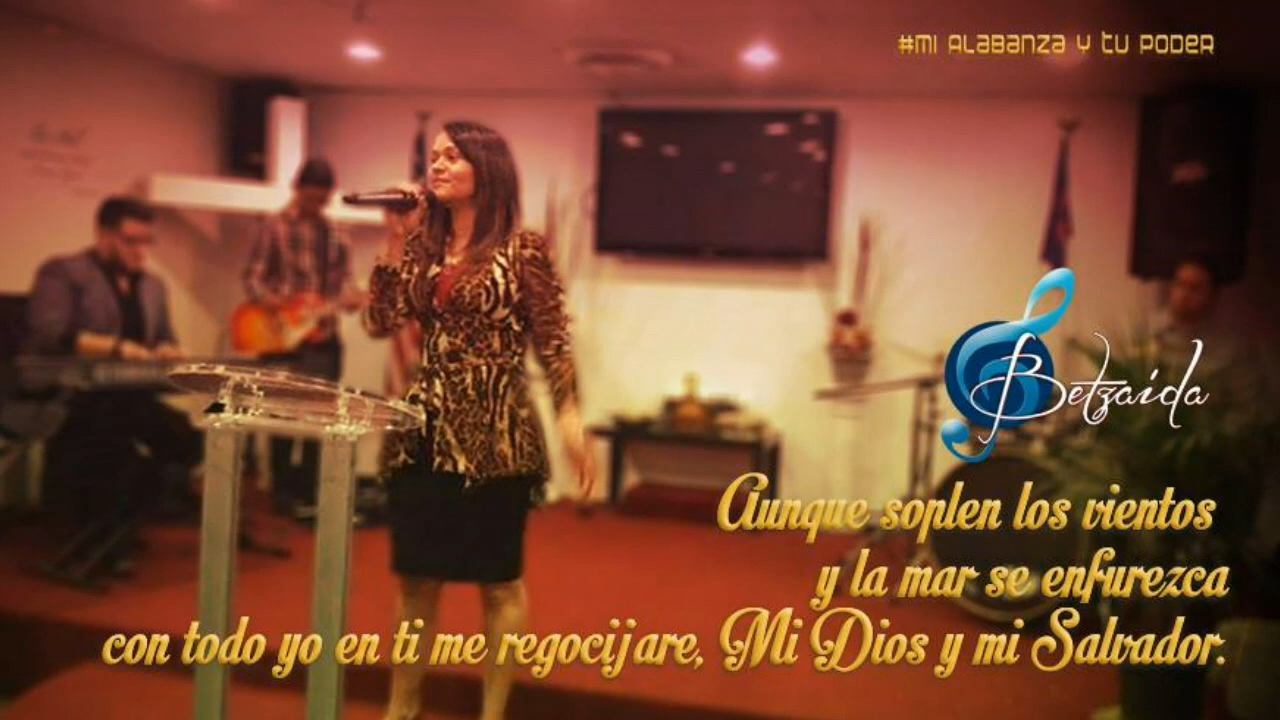 #MI ALABANZA Y TU PODER
Betzaida
Aunque soplen los vientos
y la mar se enfurezca
con todo yo en ti me regocijare, Mi Dios y mi Salvador.